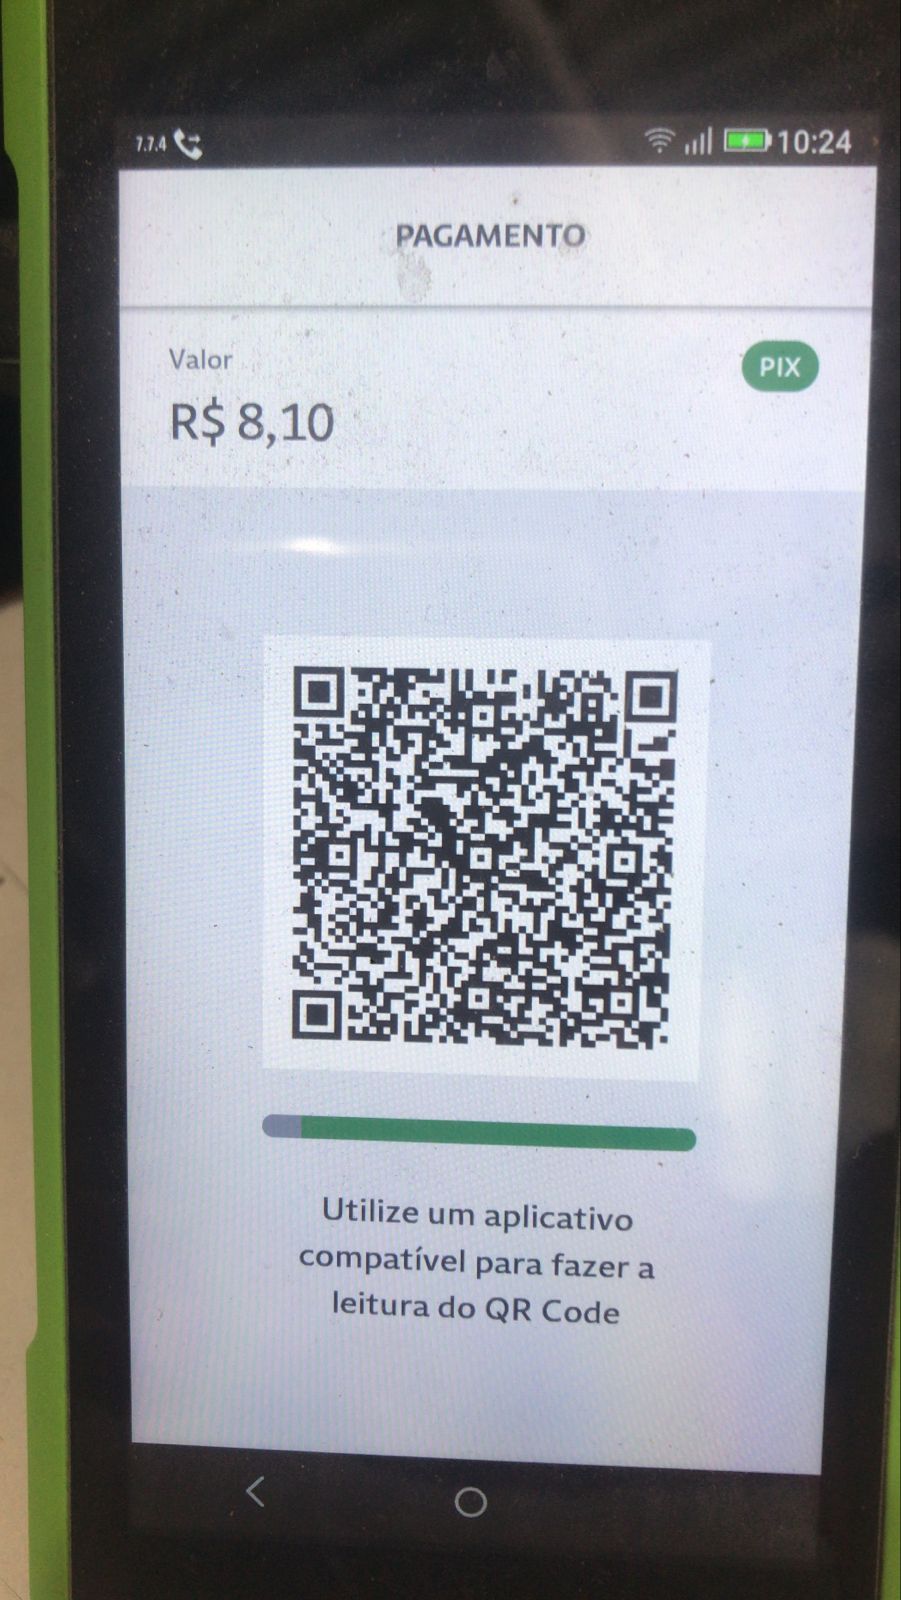 7.7.4
10:24
PAGAMENTO
Valor
PIX
R$ 8,10
Utilize um aplicativo
compatível para fazer a
leitura do QR Code